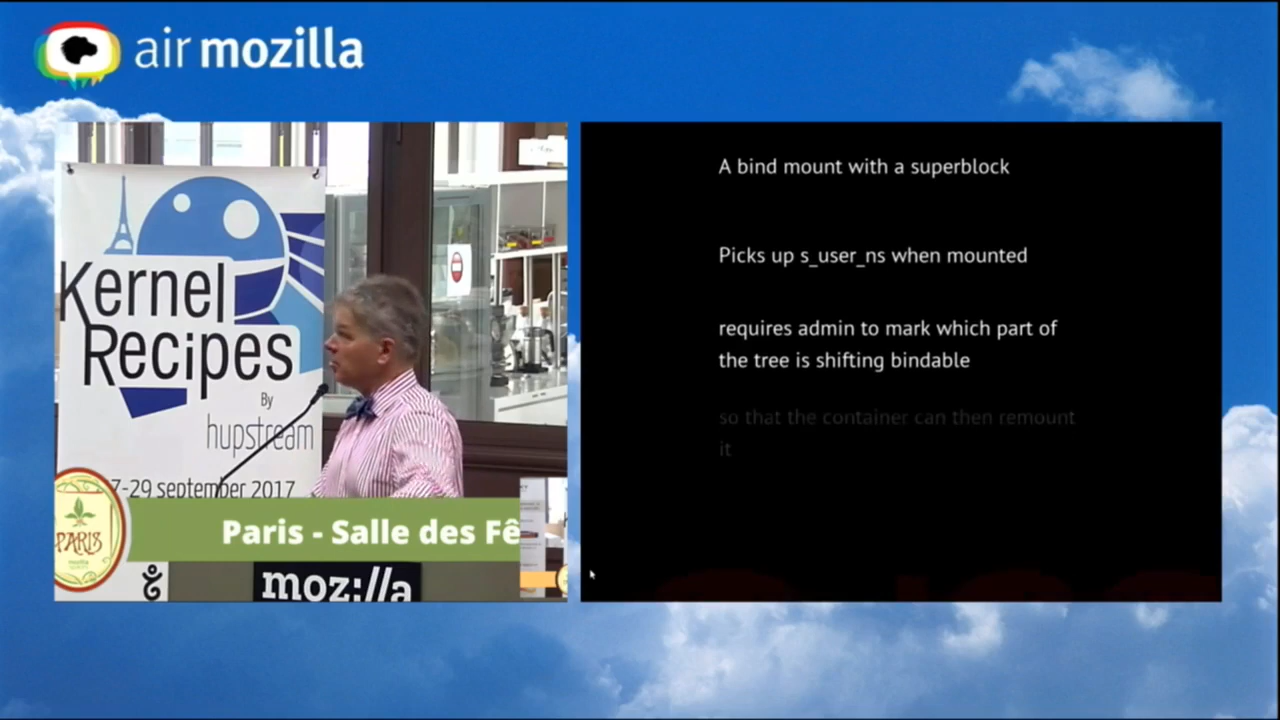 air mozilla
Kernel
Recipes
By
hupstream
7-29 september 2017
PARIS
mozilla
Paris - Salle des Fê
moz://a
A bind mount with a superblock
Picks up s_user_ns when mounted
requires admin to mark which part of
the tree is shifting bindable
so that the container can then remount
it